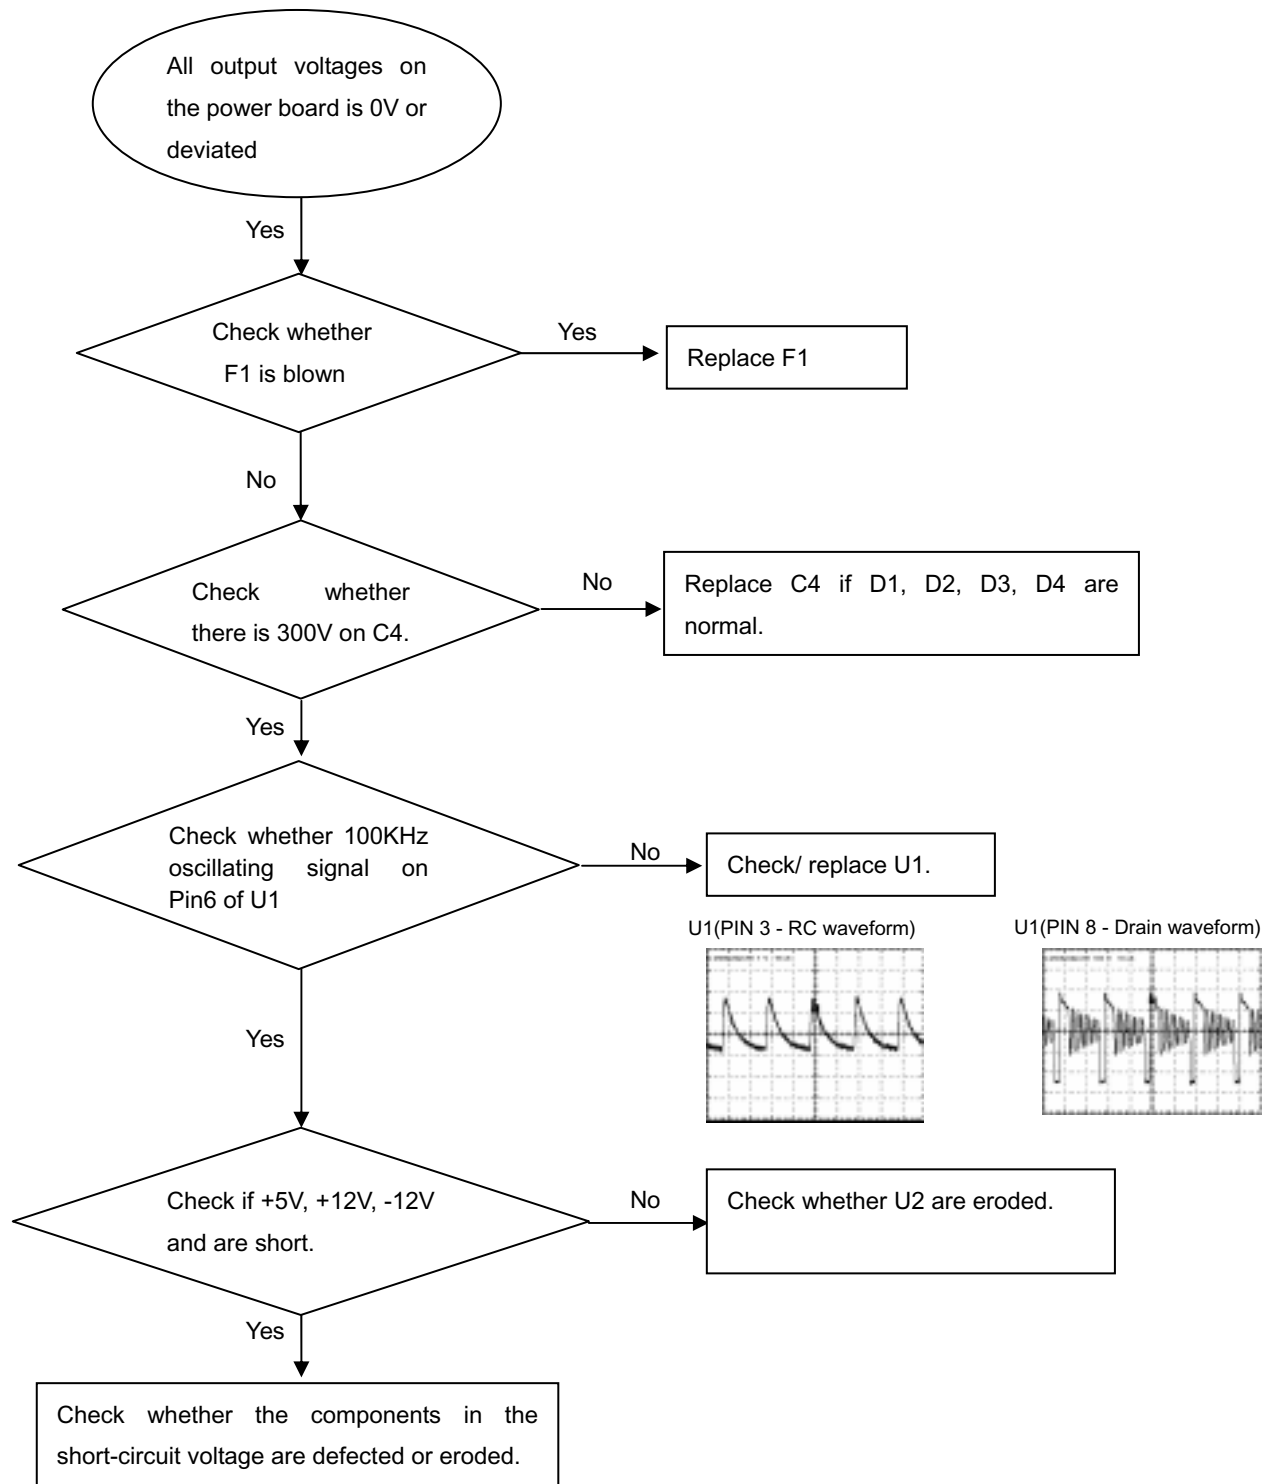 All output voltages on
the power board is 0V or
deviated
Yes
Check whether
F1 is blown
Yes
Replace F1
No
Check whether
there is 300V on C4.
No
Replace C4 if D1, D2, D3, D4 are
normal.
Yes
Check whether 100KHz
oscillating signal on
Pin6 of U1
No
Check/ replace U1.
U1(PIN 3 - RC waveform)
U1(PIN 8 - Drain waveform)
Yes
Check if +5V, +12V, -12V
and are short.
No
Check whether U2 are eroded.
Yes
Check whether the components in the
short-circuit voltage are defected or eroded.